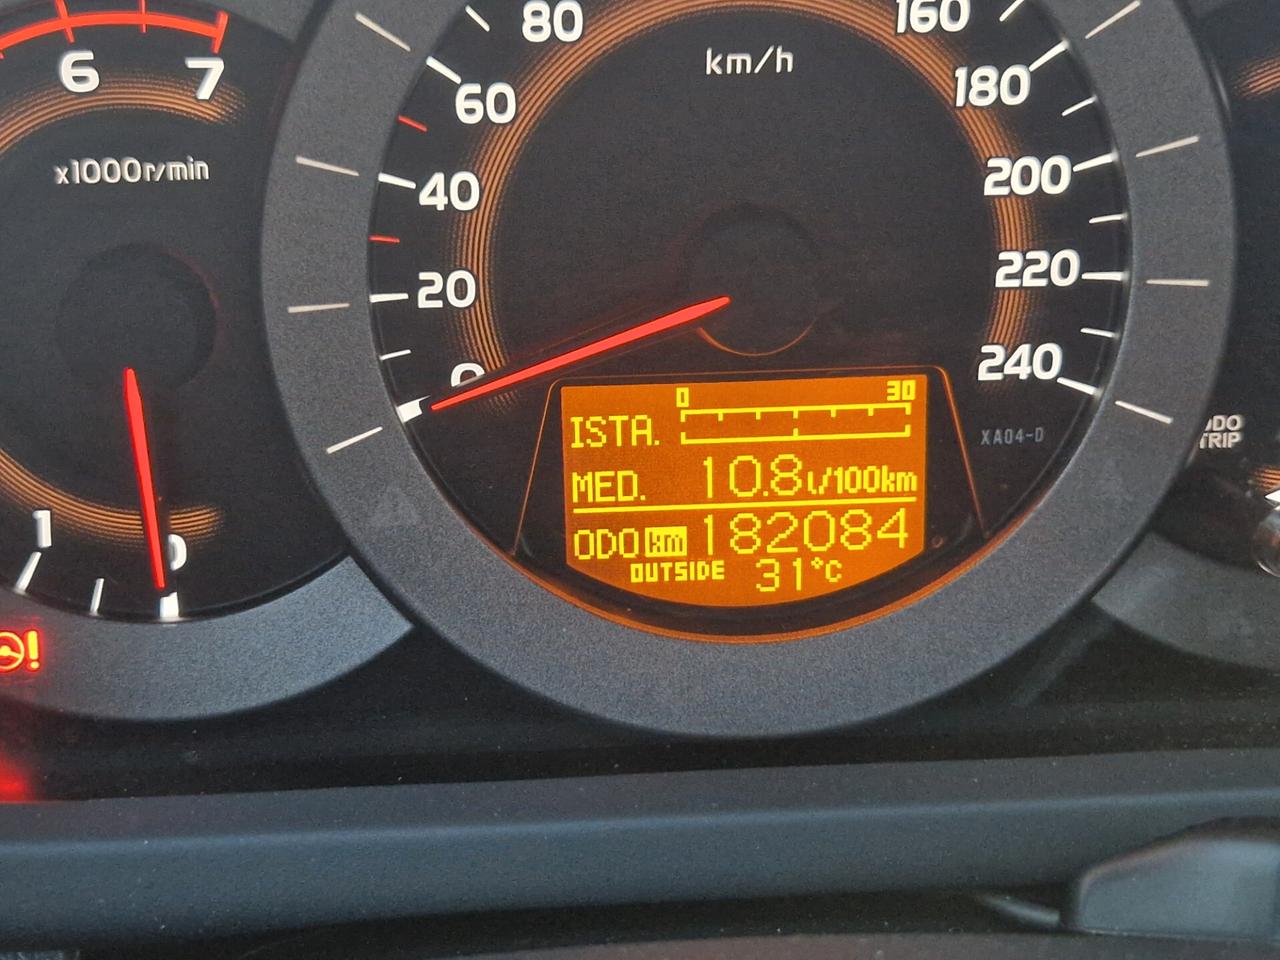 6 7
x1000r/min
1 0
80 160
km/h
60 180
40 200
20 220
0 240
0 30
ISTA.
MED. 10.8 l/100km
ODO km 182084
OUTSIDE 31°C
XA04-D
ODO
TRIP
!